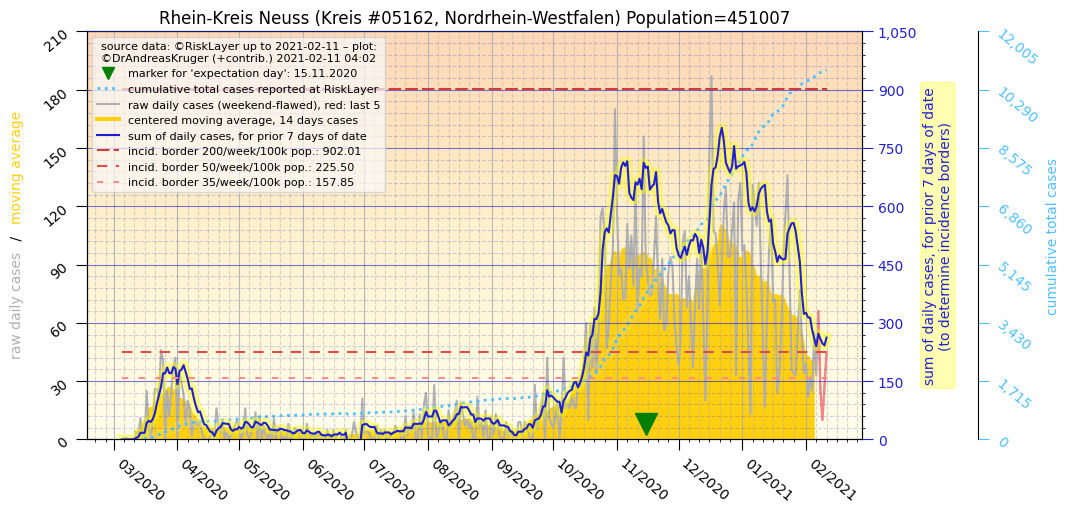 Rhein-Kreis Neuss (Kreis #05162, Nordrhein-Westfalen) Population=451007
source data: ©RiskLayer up to 2021-02-11 – plot:
©DrAndreasKruger (+contrib.) 2021-02-11 04:02
marker for 'expectation day': 15.11.2020
cumulative total cases reported at RiskLayer
raw daily cases (weekend-flawed), red: last 5
centered moving average, 14 days cases
sum of daily cases, for prior 7 days of date
incid. border 200/week/100k pop.: 902.01
incid. border 50/week/100k pop.: 225.50
incid. border 35/week/100k pop.: 157.85
raw daily cases / moving average
210
180
150
120
90
60
30
0
03/2020
04/2020
05/2020
06/2020
07/2020
08/2020
09/2020
10/2020
11/2020
12/2020
01/2021
02/2021
1,050
900
750
600
450
300
150
0
sum of daily cases, for prior 7 days of date
(to determine incidence borders)
12,005
10,290
8,575
6,860
5,145
3,430
1,715
0
cumulative total cases